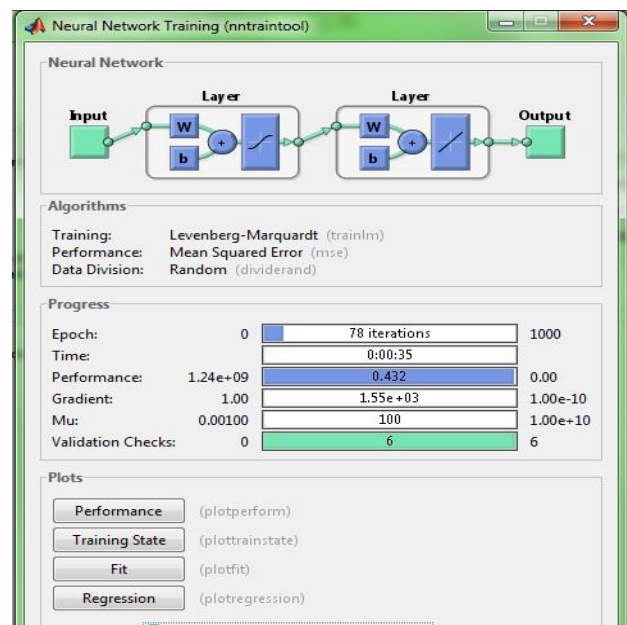 Neural Network Training (nntraintool)
Neural Network
Layer Layer
Input Output
W W
+ +
b b
Algorithms
Training: Levenberg-Marquardt (trainlm)
Performance: Mean Squared Error (mse)
Data Division: Random (dividerand)
Progress
Epoch: 0 78 iterations 1000
Time: 0:00:35
Performance: 1.24e+09 0.432 0.00
Gradient: 1.00 1.55e+03 1.00e-10
Mu: 0.00100 100 1.00e+10
Validation Checks: 0 6 6
Plots
Performance (plotperform)
Training State (plottrainstate)
Fit (plotfit)
Regression (plotregression)